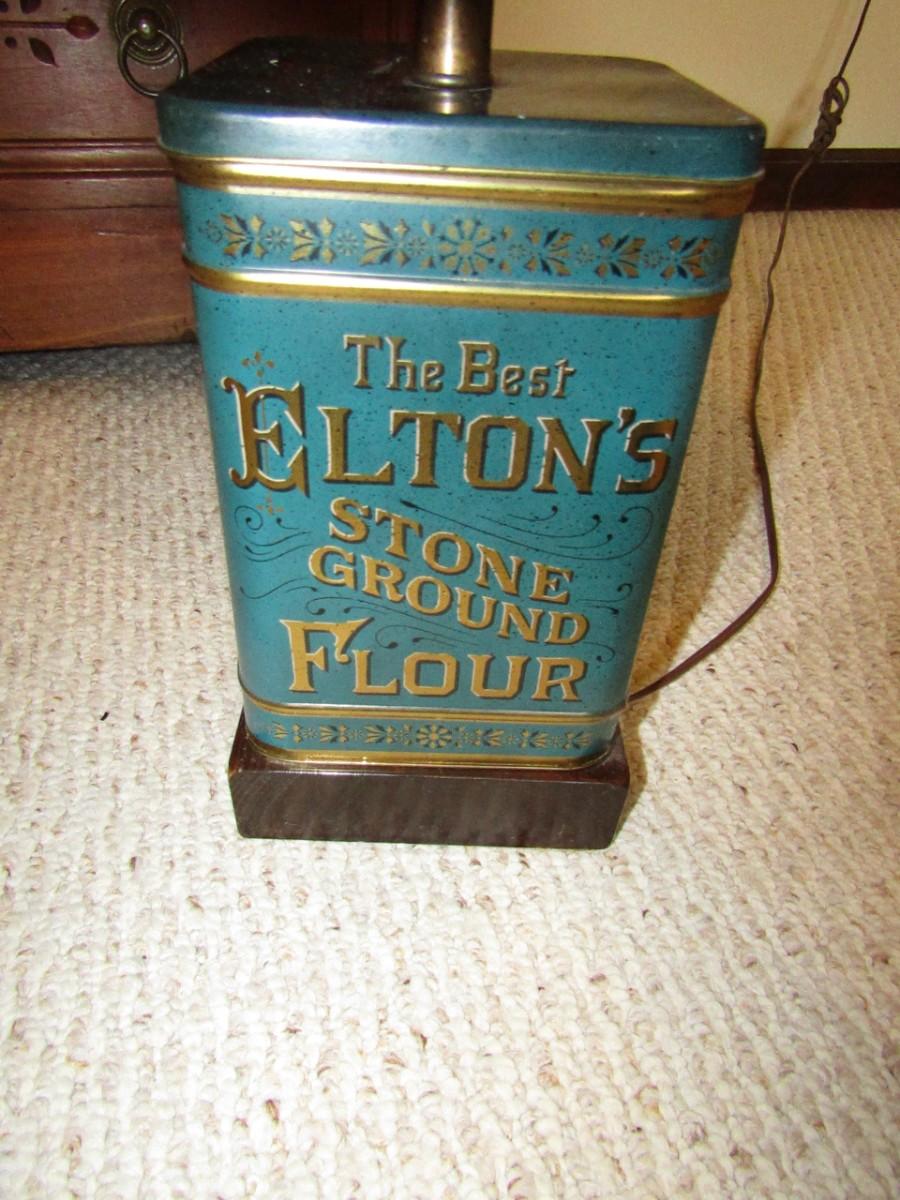 The Best
ELTON'S
STONE
GROUND
FLOUR